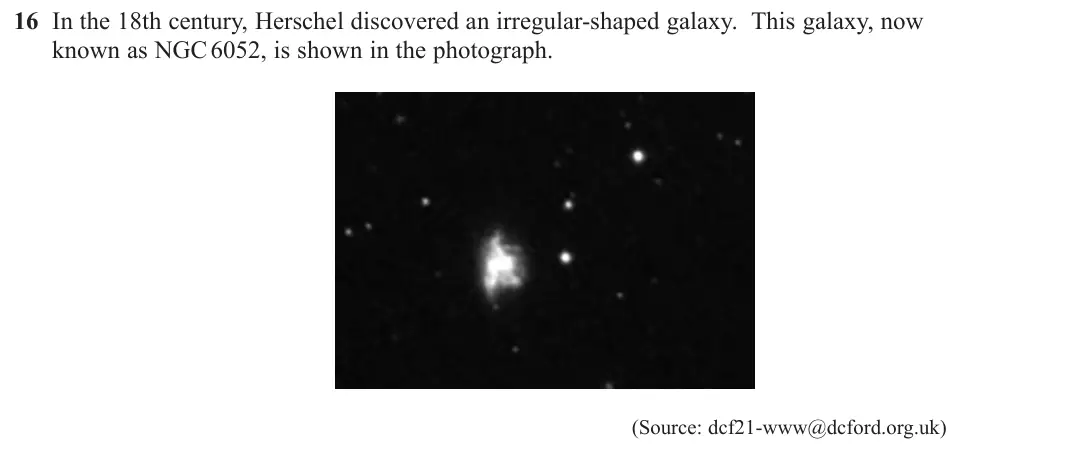 16 In the 18th century, Herschel discovered an irregular-shaped galaxy. This galaxy, now
known as NGC 6052, is shown in the photograph.
(Source: dcf21-www@dcford.org.uk)